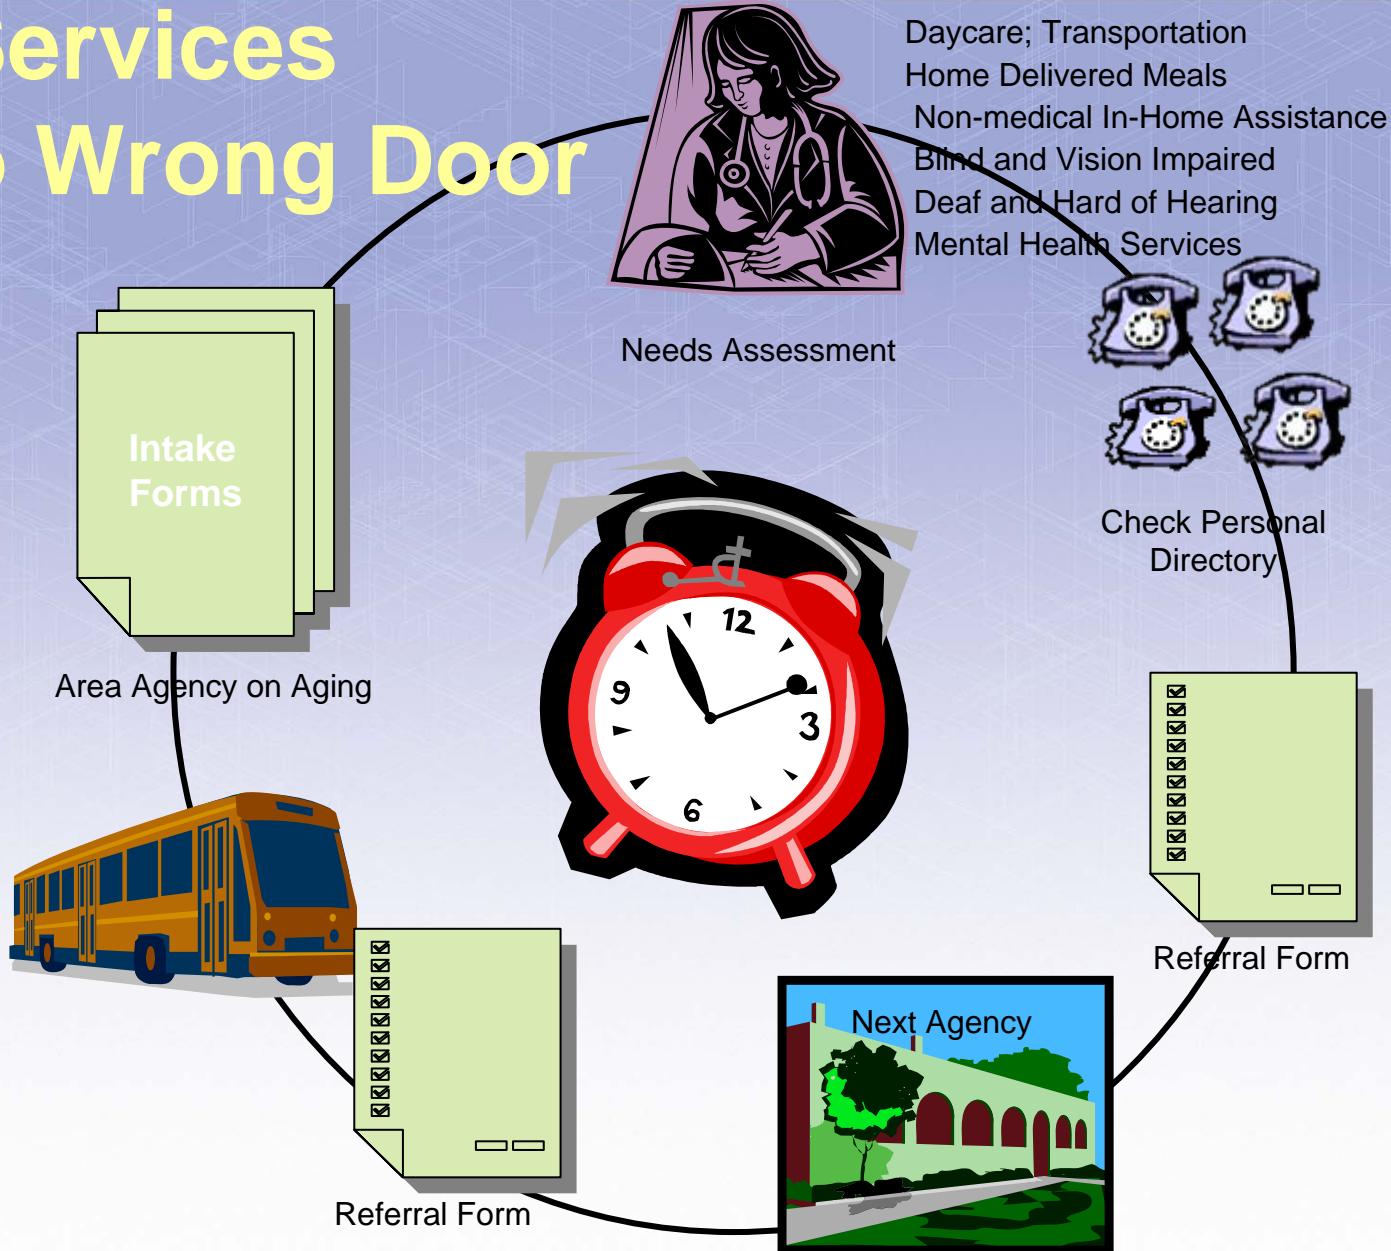 Services
Wrong Door
Daycare; Transportation
Home Delivered Meals
Non-medical In-Home Assistance
Blind and Vision Impaired
Deaf and Hard of Hearing
Mental Health Services
Needs Assessment
Intake
Forms
Check Personal
Directory
Area Agency on Aging
12
9
3
6
Referral Form
Next Agency
Referral Form